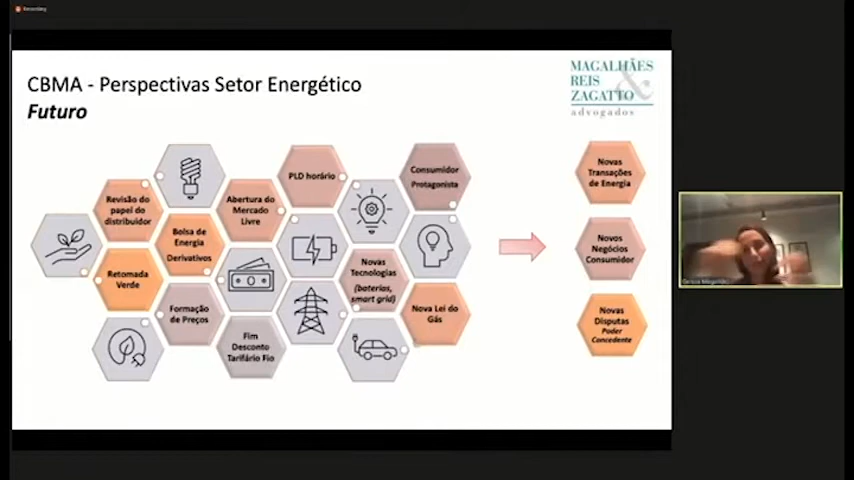 Recording
CBMA - Perspectivas Setor Energético
Futuro
MAGALHÃES
REIS &
ZAGATTO
advogados
Revisão do
papel do
distribuidor
Abertura do
Mercado
Livre
PLD horário
Consumidor
Protagonista
Bolsa de
Energia
Derivativos
Retomada
Verde
Novas
Tecnologias
(baterias,
smart grid)
Formação
de Preços
Nova Lei do
Gás
Fim
Desconto
Tarifário Fio
Novas
Transações
de Energia
Novos
Negócios
Consumidor
Novas
Disputas
Poder
Concedente